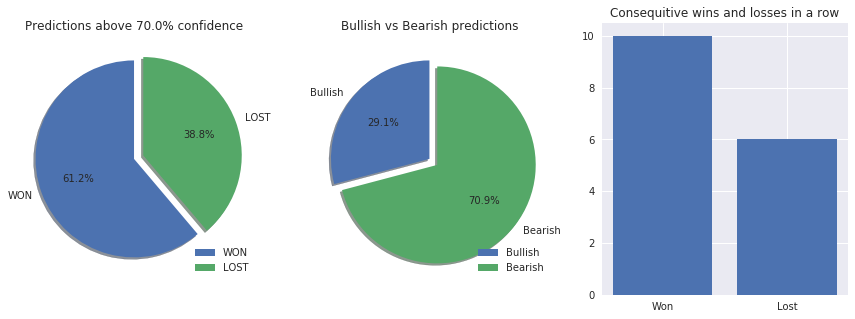 Predictions above 70.0% confidence
WON
61.2%
LOST
38.8%
WON
LOST
Bullish vs Bearish predictions
Bullish
29.1%
Bearish
70.9%
Bullish
Bearish
Consequitive wins and losses in a row
10
8
6
4
2
0
Won
Lost